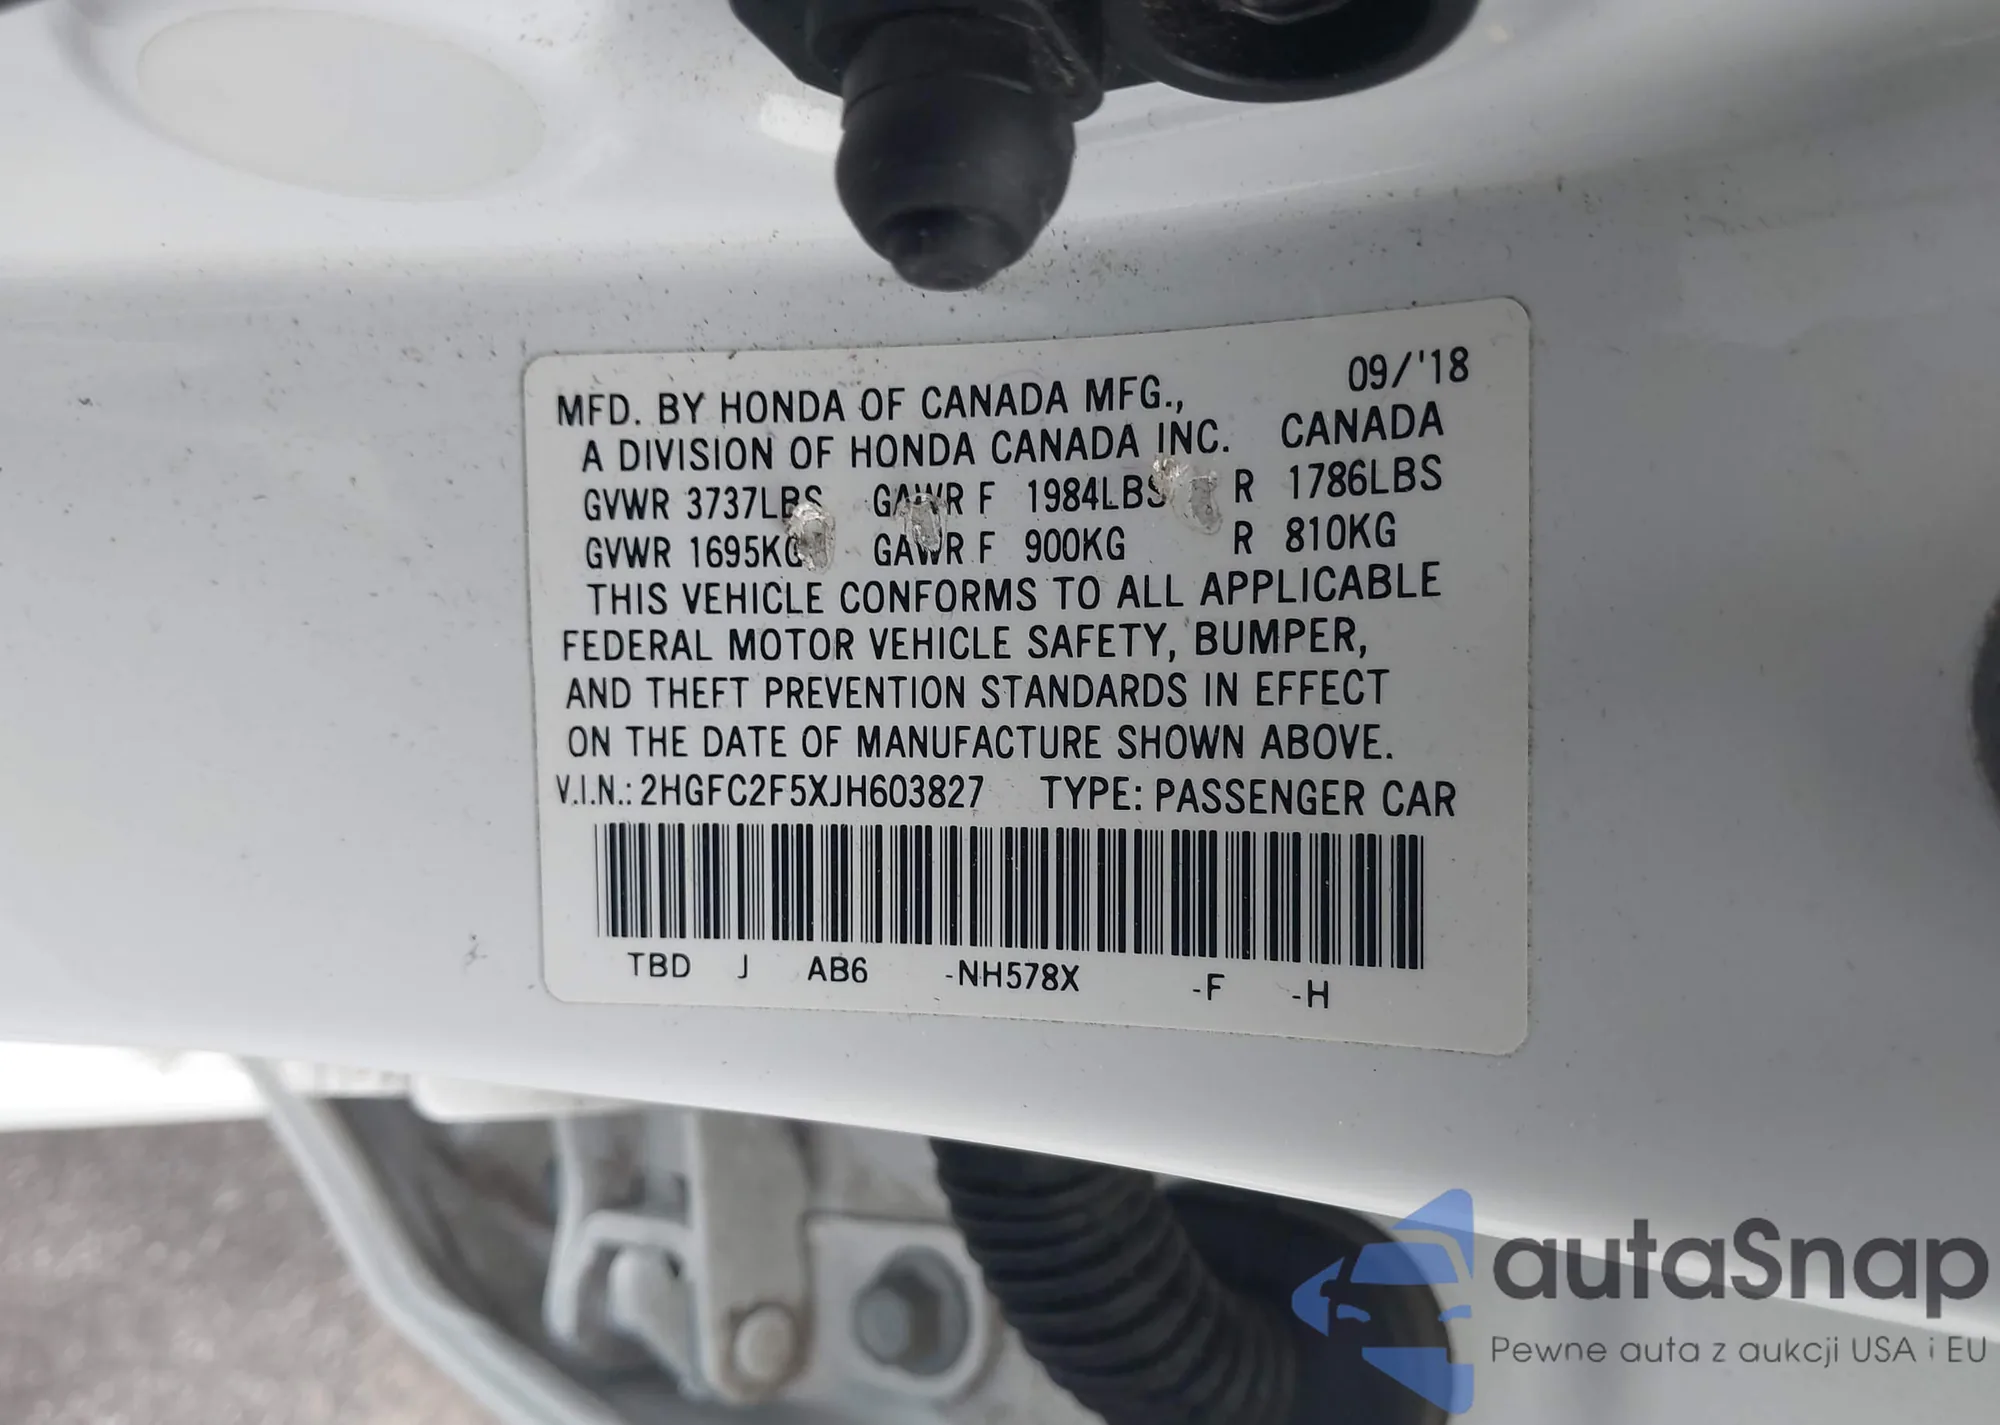 09/'18
MFD. BY HONDA OF CANADA MFG.,
A DIVISION OF HONDA CANADA INC. CANADA
GVWR 3737LBS GAWR F 1984LBS R 1786LBS
GVWR 1695KG GAWR F 900KG R 810KG
THIS VEHICLE CONFORMS TO ALL APPLICABLE
FEDERAL MOTOR VEHICLE SAFETY, BUMPER,
AND THEFT PREVENTION STANDARDS IN EFFECT
ON THE DATE OF MANUFACTURE SHOWN ABOVE.
V.I.N.: 2HGFC2F5XJH603827 TYPE: PASSENGER CAR
TBD J AB6 -NH578X -F -H
autaSnap
Pewne auta z aukcji USA i EU